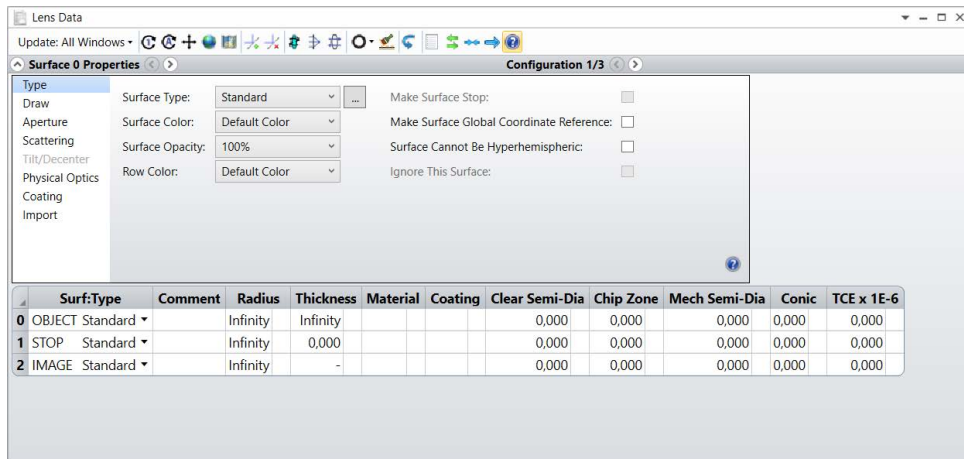 Lens Data
Update: All Windows
Surface 0 Properties Configuration 1/3
Type
Draw
Aperture
Scattering
Tilt/Decenter
Physical Optics
Coating
Import
Surface Type: Standard ... Make Surface Stop:
Surface Color: Default Color Make Surface Global Coordinate Reference:
Surface Opacity: 100% Surface Cannot Be Hyperhemispheric:
Row Color: Default Color Ignore This Surface:
Surf:Type Comment Radius Thickness Material Coating Clear Semi-Dia Chip Zone Mech Semi-Dia Conic TCE x 1E-6
0 OBJECT Standard Infinity Infinity 0,000 0,000 0,000 0,000 0,000
1 STOP Standard Infinity 0,000 0,000 0,000 0,000 0,000 0,000
2 IMAGE Standard Infinity - 0,000 0,000 0,000 0,000 0,000